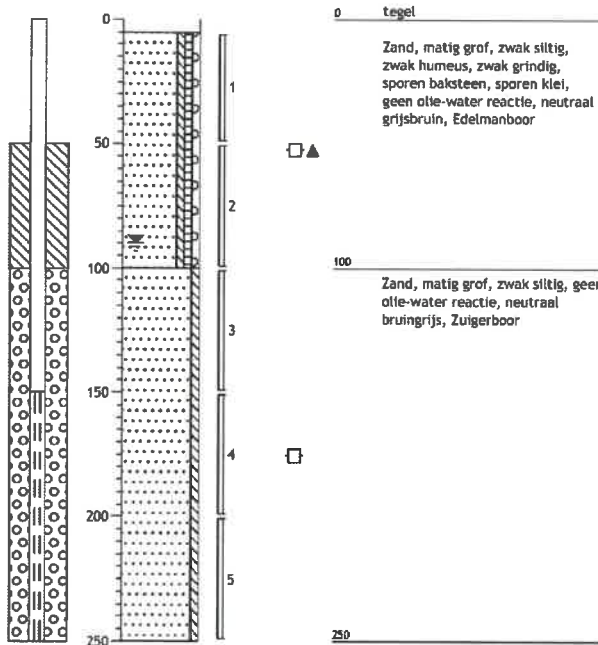 0
50
100
150
200
250
1
2
3
4
5
0 tegel
Zand, matig grof, zwak siltig,
zwak humeus, zwak grindig,
sporen baksteen, sporen klei,
geen olie-water reactie, neutraal
grijsbruin, Edelmanboor
100
Zand, matig grof, zwak siltig, geen
olie-water reactie, neutraal
bruingrijs, Zuigerboor
250